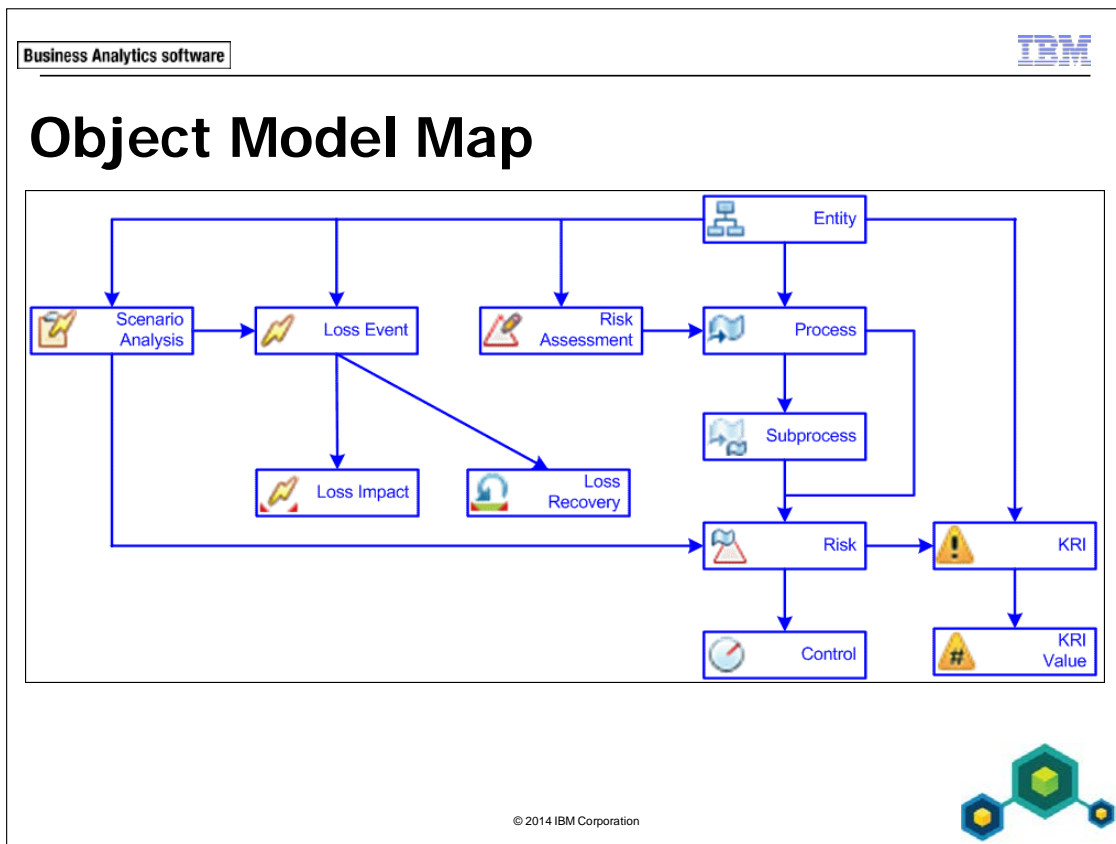 Business Analytics software
IBM
Object Model Map
Entity
Scenario
Analysis
Loss Event
Risk
Assessment
Process
Subprocess
Loss Impact
Loss
Recovery
Risk
KRI
Control
KRI
Value
#
© 2014 IBM Corporation